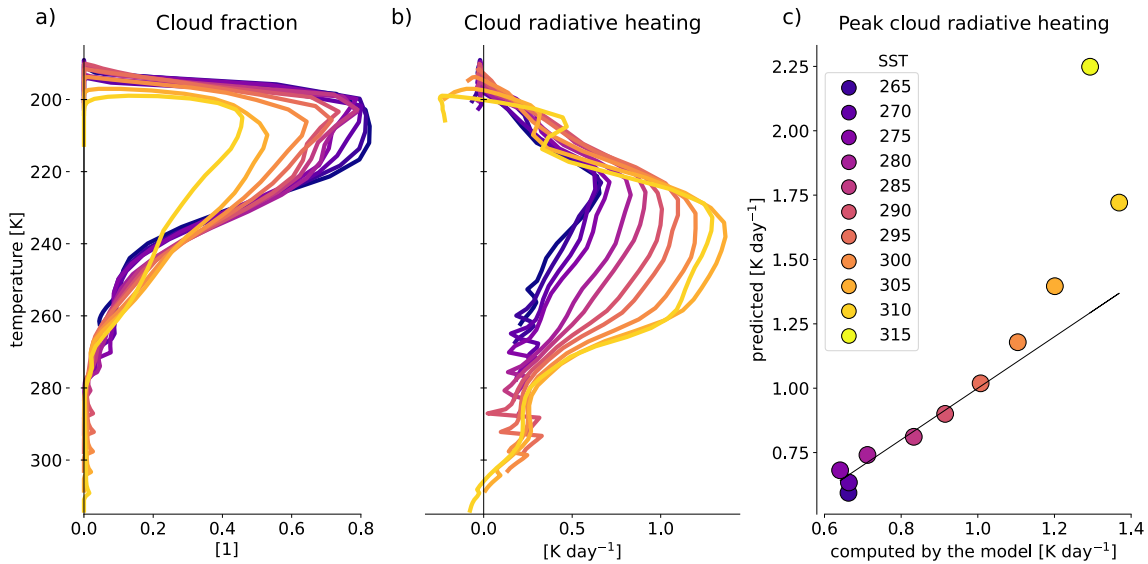 a)
Cloud fraction
temperature [K]
200
220
240
260
280
300
0.0 0.2 0.4 0.6 0.8
[1]
b)
Cloud radiative heating
0.0 0.5 1.0
[K day⁻¹]
c)
Peak cloud radiative heating
predicted [K day⁻¹]
2.25
2.00
1.75
1.50
1.25
1.00
0.75
SST
265
270
275
280
285
290
295
300
305
310
315
0.6 0.8 1.0 1.2 1.4
computed by the model [K day⁻¹]